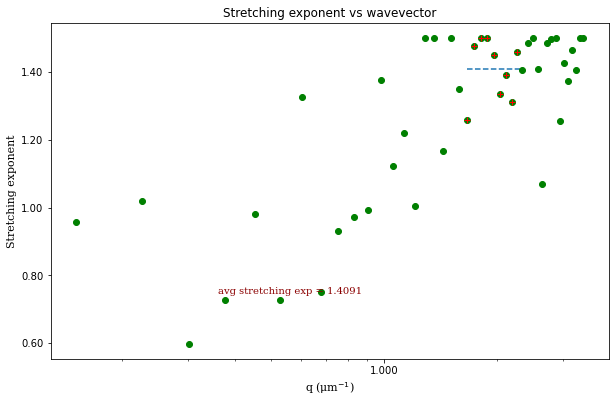 Stretching exponent vs wavevector
Stretching exponent
1.40
1.20
1.00
0.80
0.60
avg stretching exp = 1.4091
1.000
q (μm⁻¹)